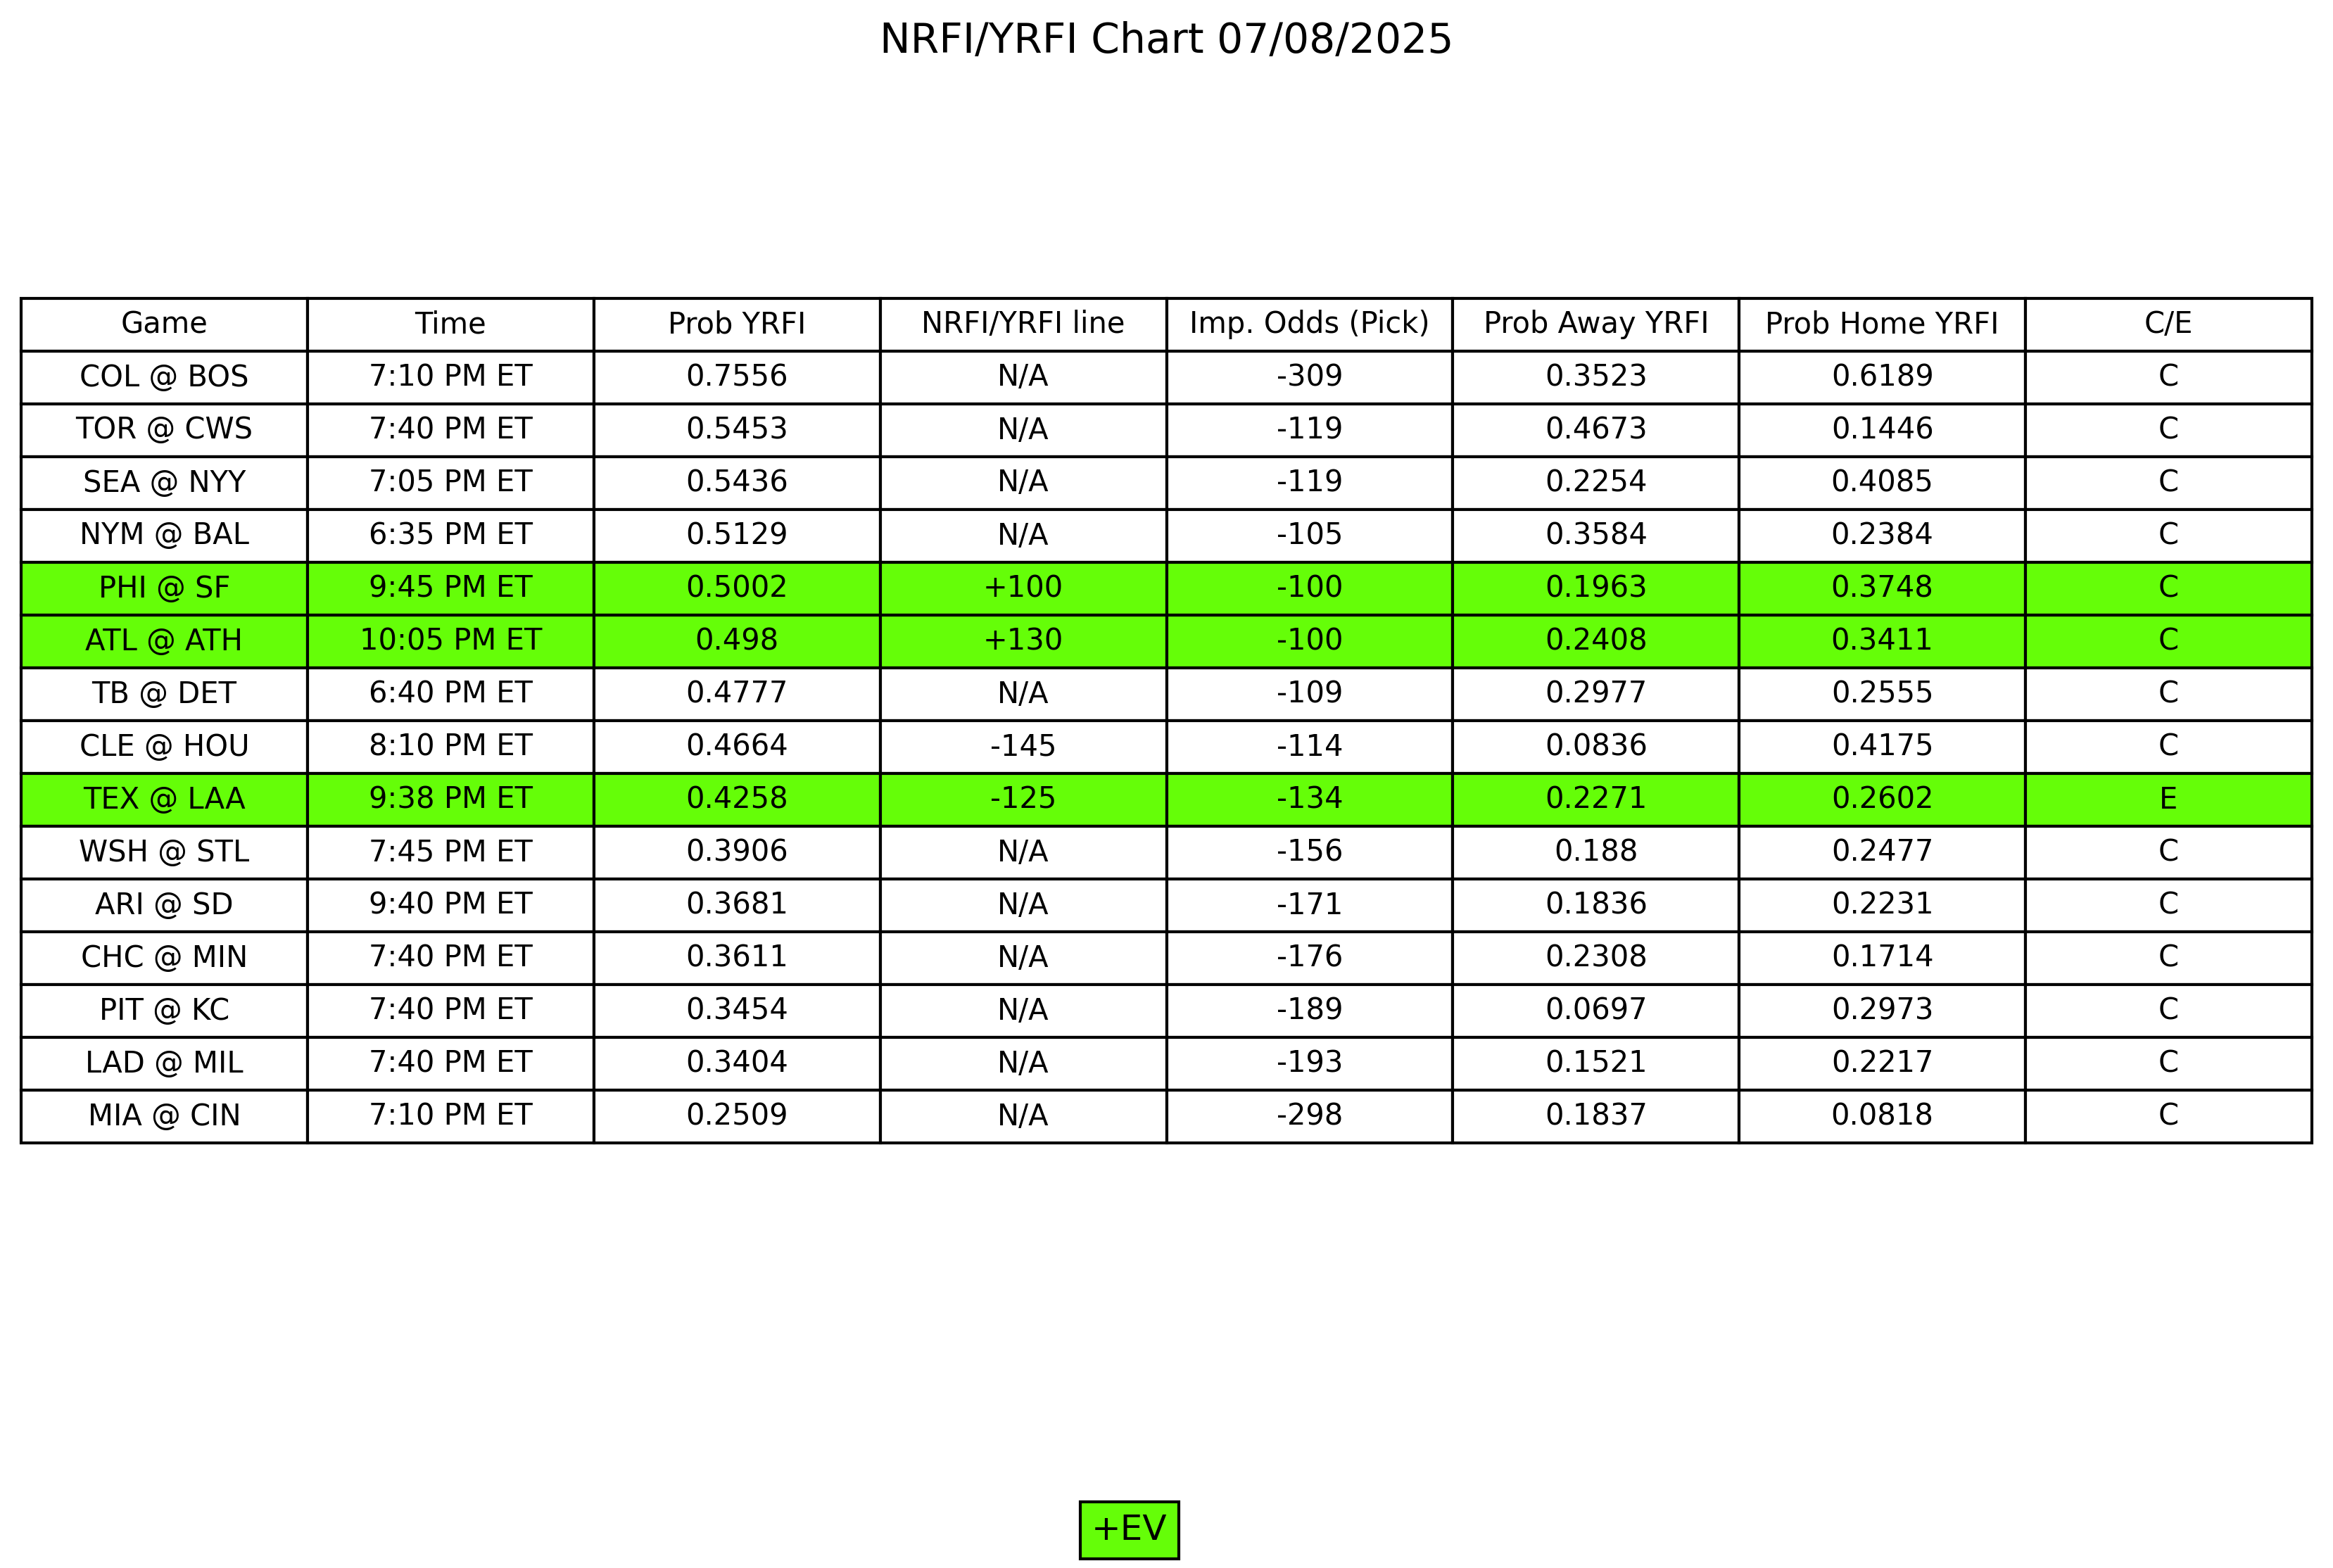 NRFI/YRFI Chart 07/08/2025
Game Time Prob YRFI NRFI/YRFI line Imp. Odds (Pick) Prob Away YRFI Prob Home YRFI C/E
COL @ BOS 7:10 PM ET 0.7556 N/A -309 0.3523 0.6189 C
TOR @ CWS 7:40 PM ET 0.5453 N/A -119 0.4673 0.1446 C
SEA @ NYY 7:05 PM ET 0.5436 N/A -119 0.2254 0.4085 C
NYM @ BAL 6:35 PM ET 0.5129 N/A -105 0.3584 0.2384 C
PHI @ SF 9:45 PM ET 0.5002 +100 -100 0.1963 0.3748 C
ATL @ ATH 10:05 PM ET 0.498 +130 -100 0.2408 0.3411 C
TB @ DET 6:40 PM ET 0.4777 N/A -109 0.2977 0.2555 C
CLE @ HOU 8:10 PM ET 0.4664 -145 -114 0.0836 0.4175 C
TEX @ LAA 9:38 PM ET 0.4258 -125 -134 0.2271 0.2602 E
WSH @ STL 7:45 PM ET 0.3906 N/A -156 0.188 0.2477 C
ARI @ SD 9:40 PM ET 0.3681 N/A -171 0.1836 0.2231 C
CHC @ MIN 7:40 PM ET 0.3611 N/A -176 0.2308 0.1714 C
PIT @ KC 7:40 PM ET 0.3454 N/A -189 0.0697 0.2973 C
LAD @ MIL 7:40 PM ET 0.3404 N/A -193 0.1521 0.2217 C
MIA @ CIN 7:10 PM ET 0.2509 N/A -298 0.1837 0.0818 C
+EV